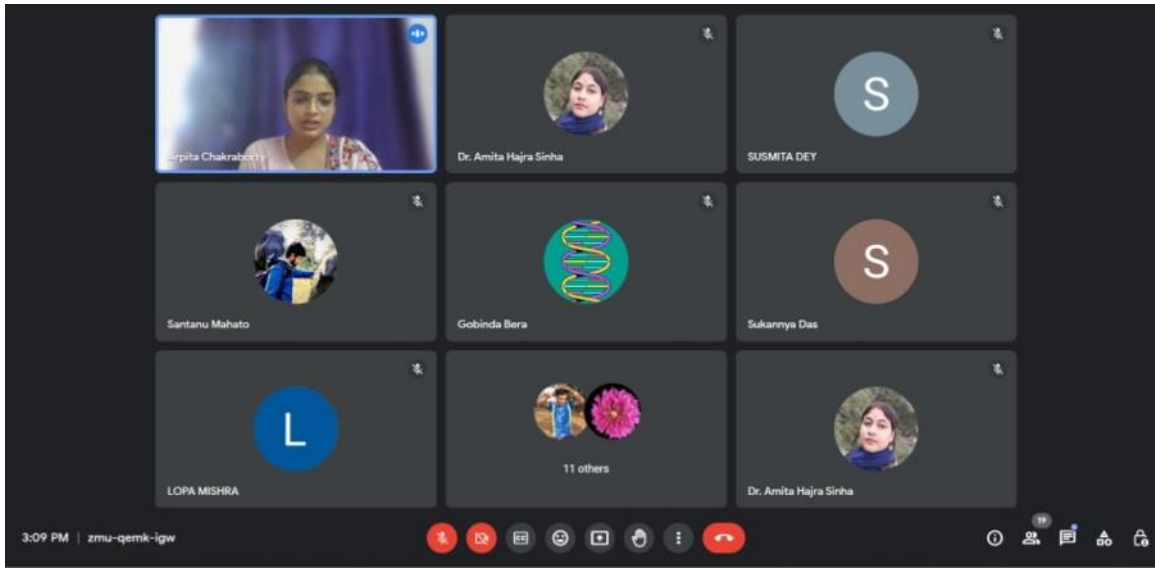 Arpita Chakraborty
Dr. Amita Hajra Sinha
S
SUSMITA DEY
Santanu Mahato
Gobinda Bera
S
Sukannya Das
L
LOPA MISHRA
11 others
Dr. Amita Hajra Sinha
3:09 PM | zmu-qemk-igw
CC
19